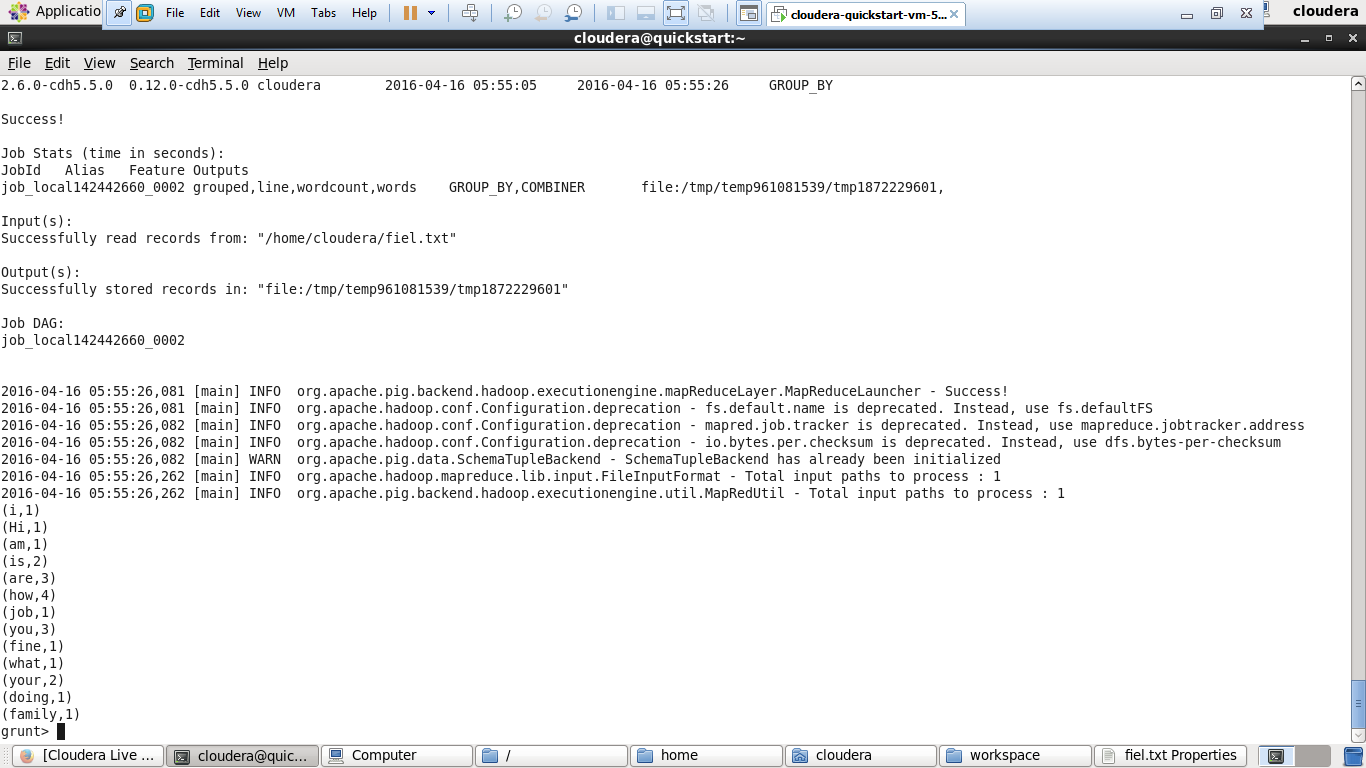 Applicatio File Edit View VM Tabs Help cloudera-quickstart-vm-5... cloudera
cloudera@quickstart:~
File Edit View Search Terminal Help
2.6.0-cdh5.5.0 0.12.0-cdh5.5.0 cloudera 2016-04-16 05:55:05 2016-04-16 05:55:26 GROUP_BY
Success!
Job Stats (time in seconds):
JobId Alias Feature Outputs
job_local142442660_0002 grouped,line,wordcount,words GROUP_BY,COMBINER file:/tmp/temp961081539/tmp1872229601,
Input(s):
Successfully read records from: "/home/cloudera/fiel.txt"
Output(s):
Successfully stored records in: "file:/tmp/temp961081539/tmp1872229601"
Job DAG:
job_local142442660_0002
2016-04-16 05:55:26,081 [main] INFO org.apache.pig.backend.hadoop.executionengine.mapReduceLayer.MapReduceLauncher - Success!
2016-04-16 05:55:26,081 [main] INFO org.apache.hadoop.conf.Configuration.deprecation - fs.default.name is deprecated. Instead, use fs.defaultFS
2016-04-16 05:55:26,082 [main] INFO org.apache.hadoop.conf.Configuration.deprecation - mapred.job.tracker is deprecated. Instead, use mapreduce.jobtracker.address
2016-04-16 05:55:26,082 [main] INFO org.apache.hadoop.conf.Configuration.deprecation - io.bytes.per.checksum is deprecated. Instead, use dfs.bytes-per-checksum
2016-04-16 05:55:26,082 [main] WARN org.apache.pig.data.SchemaTupleBackend - SchemaTupleBackend has already been initialized
2016-04-16 05:55:26,262 [main] INFO org.apache.hadoop.mapreduce.lib.input.FileInputFormat - Total input paths to process : 1
2016-04-16 05:55:26,262 [main] INFO org.apache.pig.backend.hadoop.executionengine.util.MapRedUtil - Total input paths to process : 1
(i,1)
(Hi,1)
(am,1)
(is,2)
(are,3)
(how,4)
(job,1)
(you,3)
(fine,1)
(what,1)
(your,2)
(doing,1)
(family,1)
grunt>
[Cloudera Live ... cloudera@quic... Computer / home cloudera workspace fiel.txt Properties